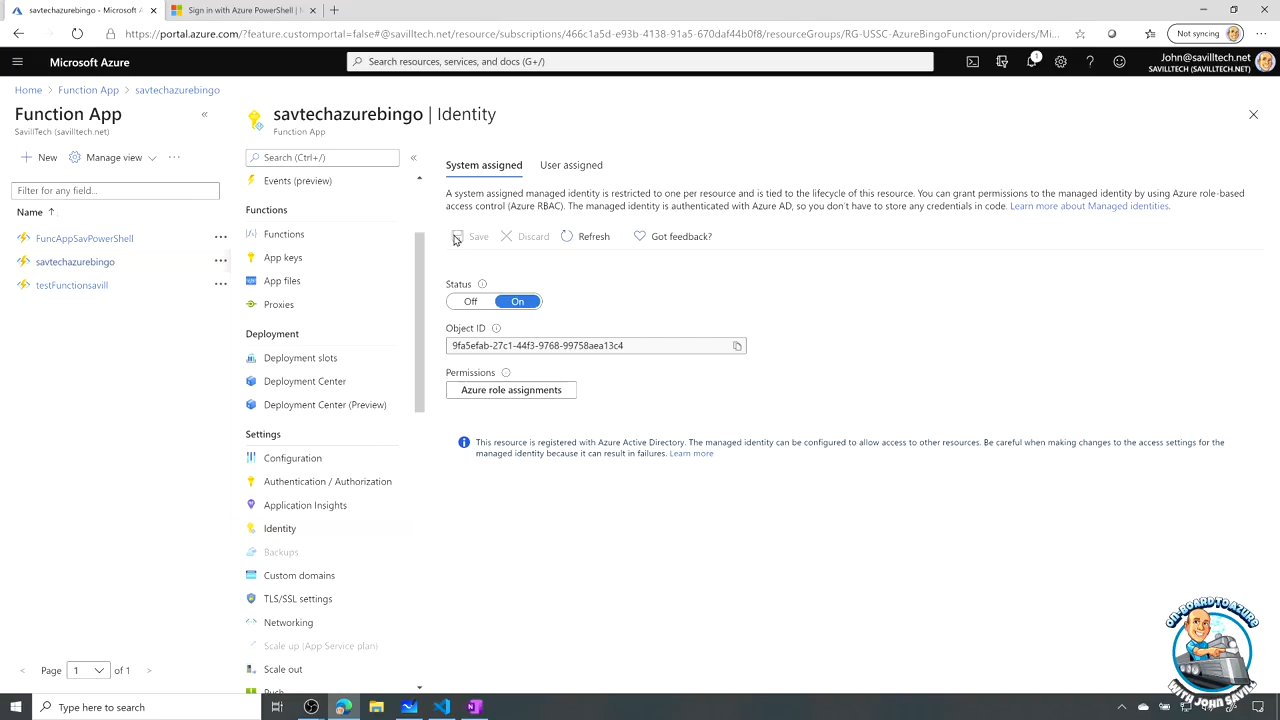 savtechazurebingo - Microsoft A
Sign in with Azure PowerShell | M
https://portal.azure.com/?feature.customportal=false#@savilltech.net/resource/subscriptions/466c1a5d-e93b-4138-91a5-670daf44b0f8/resourceGroups/RG-USSC-AzureBingoFunction/providers/Mi...
Not syncing
Microsoft Azure
Search resources, services, and docs (G+/)
1
John@savilltech.net
SAVILLTECH (SAVILLTECH.NET)
Home > Function App > savtechazurebingo
Function App
SavillTech (savilltech.net)
New
Manage view
Filter for any field...
Name ↑
FuncAppSavPowerShell
savtechazurebingo
testFunctionsavill
Page 1 of 1
savtechazurebingo | Identity
Function App
Search (Ctrl+/)
Events (preview)
Functions
Functions
App keys
App files
Proxies
Deployment
Deployment slots
Deployment Center
Deployment Center (Preview)
Settings
Configuration
Authentication / Authorization
Application Insights
Identity
Backups
Custom domains
TLS/SSL settings
Networking
Scale up (App Service plan)
Scale out
Push
System assigned
User assigned
A system assigned managed identity is restricted to one per resource and is tied to the lifecycle of this resource. You can grant permissions to the managed identity by using Azure role-based
access control (Azure RBAC). The managed identity is authenticated with Azure AD, so you don't have to store any credentials in code. Learn more about Managed identities.
Save
Discard
Refresh
Got feedback?
Status
Off On
Object ID
9fa5efab-27c1-44f3-9768-99758aea13c4
Permissions
Azure role assignments
This resource is registered with Azure Active Directory. The managed identity can be configured to allow access to other resources. Be careful when making changes to the access settings for the
managed identity because it can result in failures. Learn more
ON-BOARD TO AZURE
WITH JOHN SAVILL
Type here to search